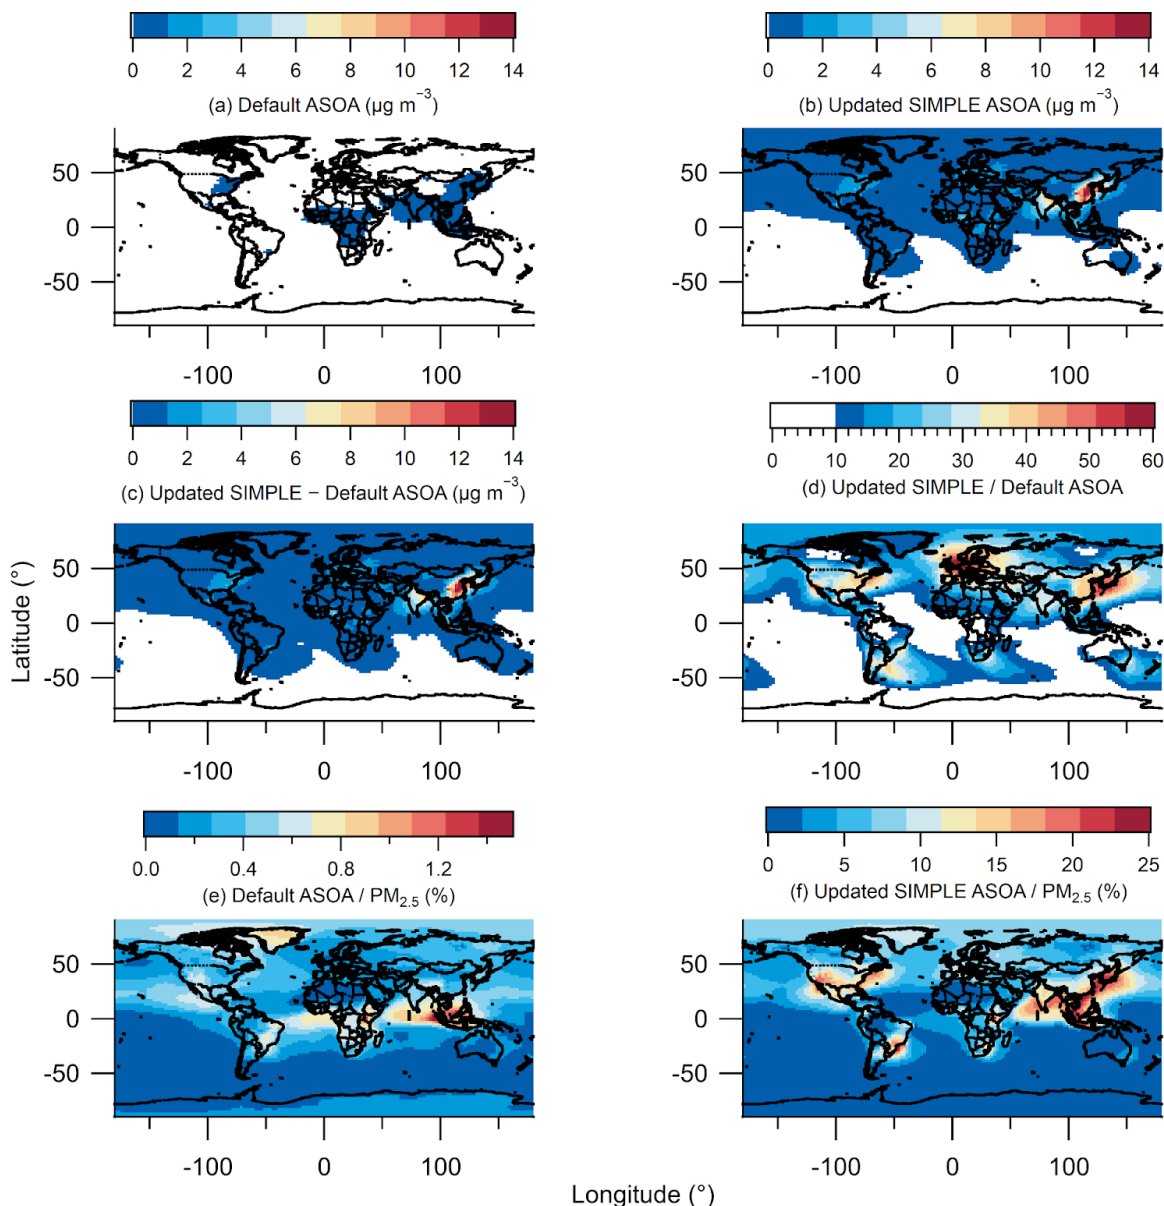 0 2 4 6 8 10 12 14
(a) Default ASOA (µg m⁻³)
50
0
-50
-100 0 100
0 2 4 6 8 10 12 14
(b) Updated SIMPLE ASOA (µg m⁻³)
50
0
-50
-100 0 100
0 2 4 6 8 10 12 14
(c) Updated SIMPLE − Default ASOA (µg m⁻³)
50
0
-50
-100 0 100
0 10 20 30 40 50 60
(d) Updated SIMPLE / Default ASOA
50
0
-50
-100 0 100
Latitude (°)
0.0 0.4 0.8 1.2
(e) Default ASOA / PM₂.₅ (%)
50
0
-50
-100 0 100
0 5 10 15 20 25
(f) Updated SIMPLE ASOA / PM₂.₅ (%)
50
0
-50
-100 0 100
Longitude (°)